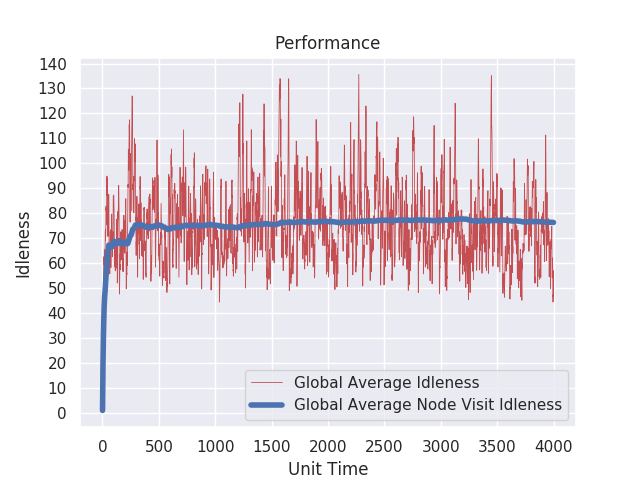 Performance
140
130
120
110
100
90
80
70
60
50
40
30
20
10
0
Idleness
Global Average Idleness
Global Average Node Visit Idleness
0 500 1000 1500 2000 2500 3000 3500 4000
Unit Time